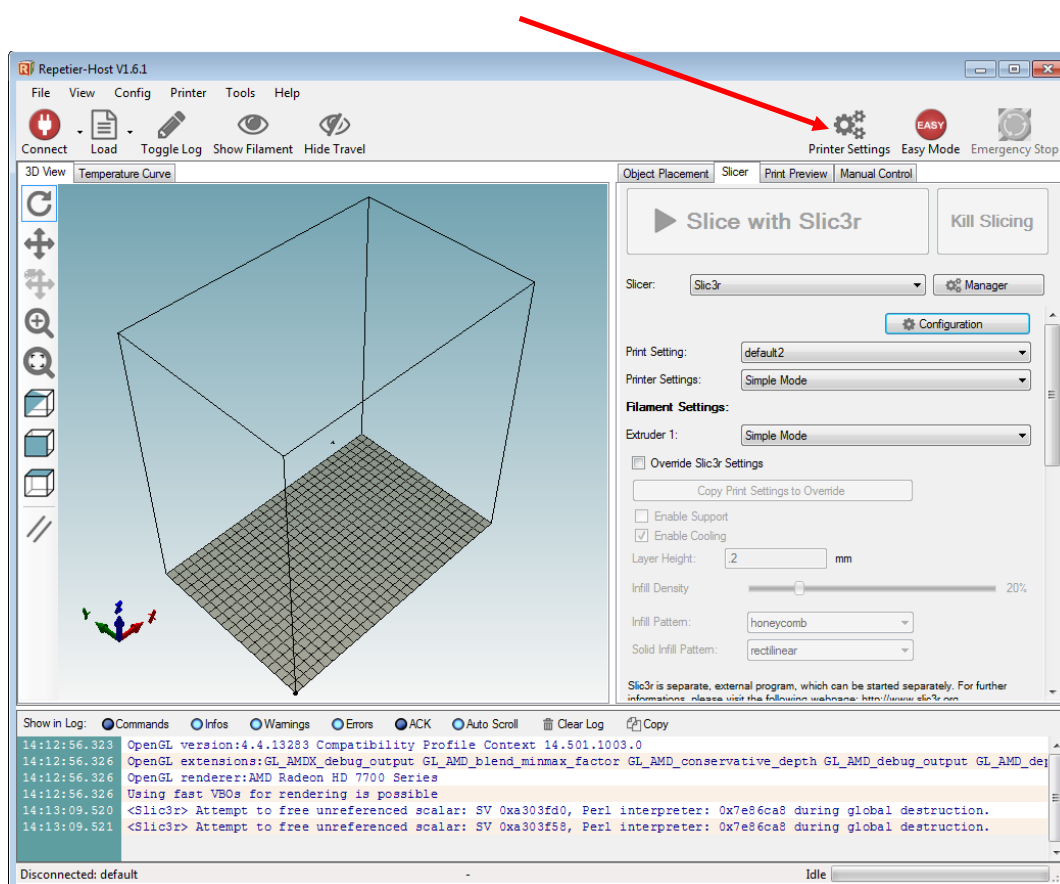 Repetier-Host V1.6.1
File View Config Printer Tools Help
Connect Load Toggle Log Show Filament Hide Travel Printer Settings Easy Mode Emergency Stop
EASY
3D View Temperature Curve
Object Placement Slicer Print Preview Manual Control
Slice with Slic3r Kill Slicing
Slicer: Slic3r Manager
Configuration
Print Setting: default2
Printer Settings: Simple Mode
Filament Settings:
Extruder 1: Simple Mode
Override Slic3r Settings
Copy Print Settings to Override
Enable Support
Enable Cooling
Layer Height: .2 mm
Infill Density 20%
Infill Pattern: honeycomb
Solid Infill Pattern: rectilinear
Slic3r is separate, external program, which can be started separately. For further
informations, please visit the following webpage: http://www.slic3r.org
Y Z X
Show in Log: Commands Infos Warnings Errors ACK Auto Scroll Clear Log Copy
14:12:56.323 OpenGL version:4.4.13283 Compatibility Profile Context 14.501.1003.0
14:12:56.326 OpenGL extensions:GL_AMDX_debug_output GL_AMD_blend_minmax_factor GL_AMD_conservative_depth GL_AMD_debug_output GL_AMD_dep
14:12:56.326 OpenGL renderer:AMD Radeon HD 7700 Series
14:12:56.326 Using fast VBOs for rendering is possible
14:13:09.520 <Slic3r> Attempt to free unreferenced scalar: SV 0xa303fd0, Perl interpreter: 0x7e86ca8 during global destruction.
14:13:09.521 <Slic3r> Attempt to free unreferenced scalar: SV 0xa303f58, Perl interpreter: 0x7e86ca8 during global destruction.
Disconnected: default - Idle